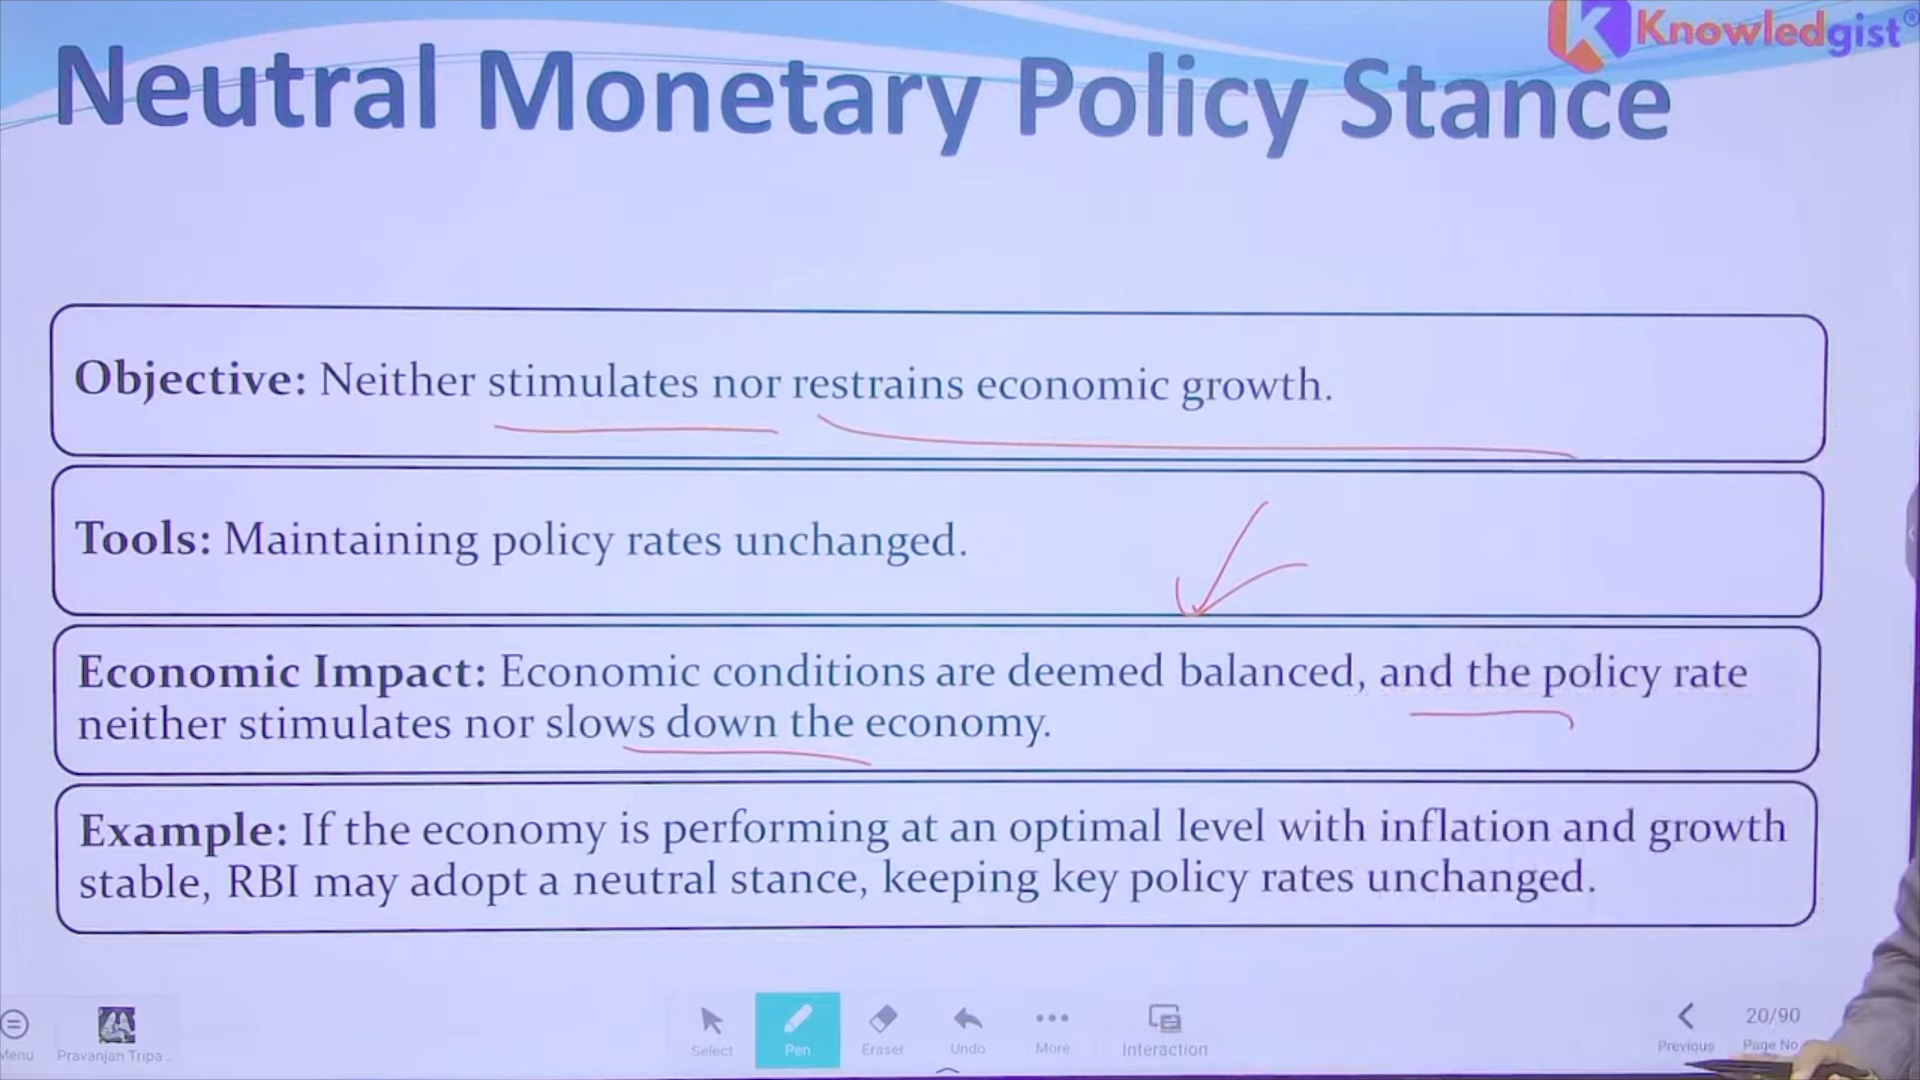 Knowledgist®
Neutral Monetary Policy Stance
Objective: Neither stimulates nor restrains economic growth.
Tools: Maintaining policy rates unchanged.
Economic Impact: Economic conditions are deemed balanced, and the policy rate
neither stimulates nor slows down the economy.
Example: If the economy is performing at an optimal level with inflation and growth
stable, RBI may adopt a neutral stance, keeping key policy rates unchanged.
Menu
Pravanjan Tripa...
Select
Pen
Eraser
Undo
More
Interaction
Previous
20/90
Page No